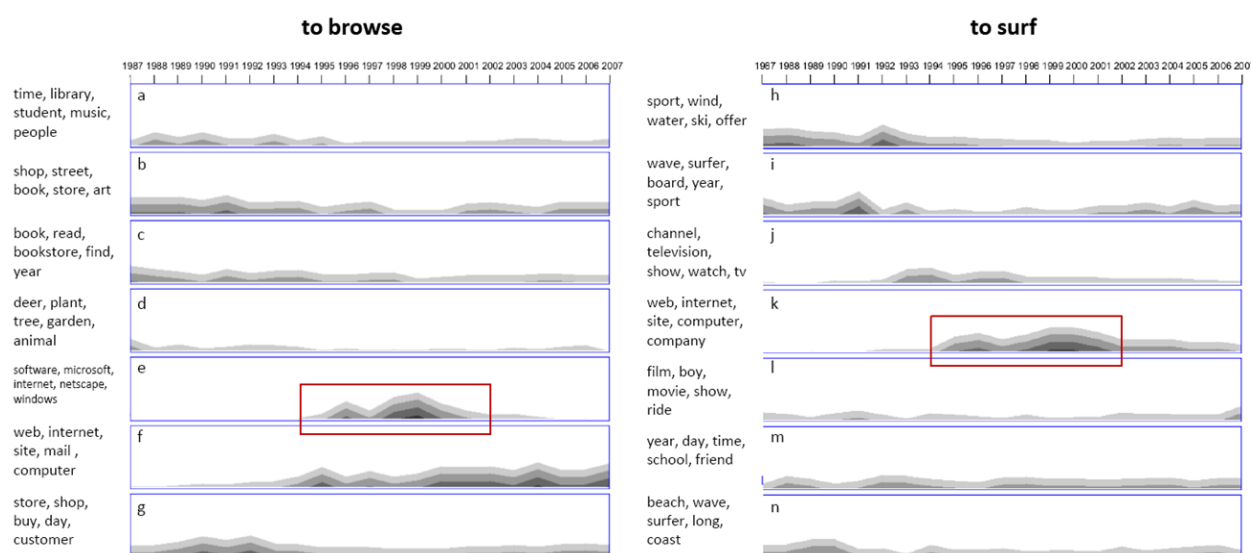 to browse
1987 1988 1989 1990 1991 1992 1993 1994 1995 1996 1997 1998 1999 2000 2001 2002 2003 2004 2005 2006 2007
time, library,
student, music,
people
a
shop, street,
book, store, art
b
book, read,
bookstore, find,
year
c
deer, plant,
tree, garden,
animal
d
software, microsoft,
internet, netscape,
windows
e
web, internet,
site, mail ,
computer
f
store, shop,
buy, day,
customer
g
to surf
1987 1988 1989 1990 1991 1992 1993 1994 1995 1996 1997 1998 1999 2000 2001 2002 2003 2004 2005 2006 2007
sport, wind,
water, ski, offer
h
wave, surfer,
board, year,
sport
i
channel,
television,
show, watch, tv
j
web, internet,
site, computer,
company
k
film, boy,
movie, show,
ride
l
year, day, time,
school, friend
m
beach, wave,
surfer, long,
coast
n